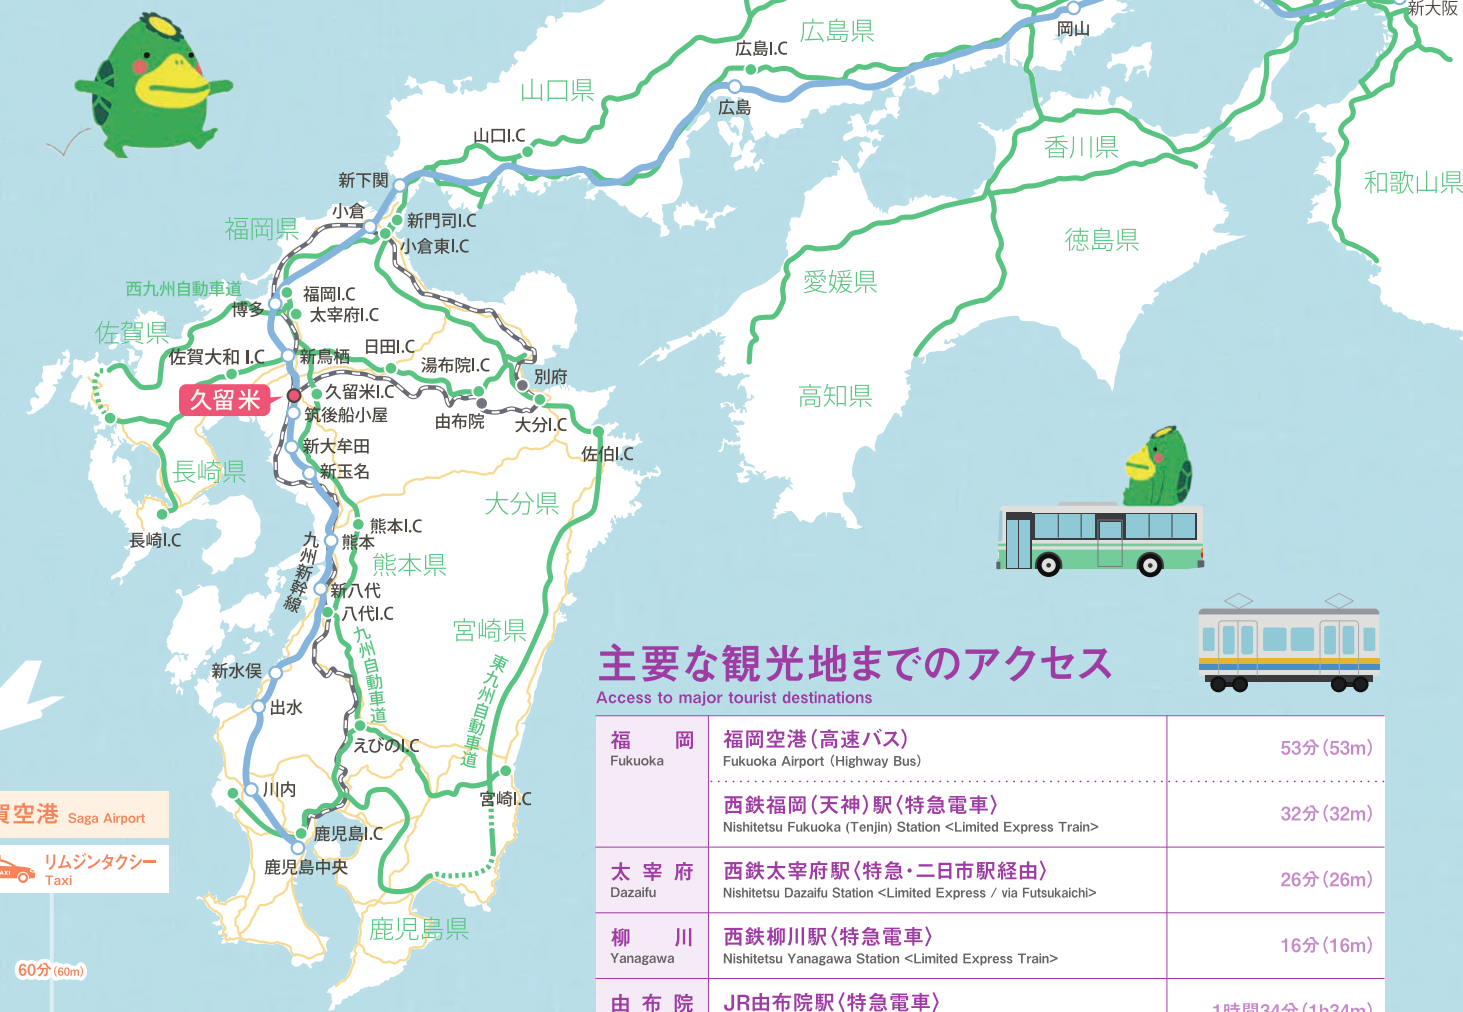 新大阪
岡山
広島県
広島I.C
広島
山口県
山口I.C
香川県
和歌山県
徳島県
愛媛県
高知県
新下関
小倉
新門司I.C
小倉東I.C
福岡県
西九州自動車道
博多
福岡I.C
太宰府I.C
佐賀県
佐賀大和 I.C
新鳥栖
日田I.C
湯布院I.C
別府
久留米
久留米I.C
筑後船小屋
由布院
大分I.C
佐伯I.C
新大牟田
新玉名
長崎県
大分県
長崎I.C
熊本I.C
熊本
熊本県
九州新幹線
新八代
八代I.C
宮崎県
九州自動車道
東九州自動車道
新水俣
出水
えびのI.C
川内
宮崎I.C
鹿児島I.C
鹿児島中央
鹿児島県
賀空港 Saga Airport
TAXI
リムジンタクシー
Taxi
60分(60m)
主要な観光地までのアクセス
Access to major tourist destinations
福岡 福岡空港(高速バス) 53分(53m)
Fukuoka Fukuoka Airport (Highway Bus)
西鉄福岡(天神)駅〈特急電車〉 32分(32m)
Nishitetsu Fukuoka (Tenjin) Station <Limited Express Train>
太宰府 西鉄太宰府駅〈特急・二日市駅経由〉 26分(26m)
Dazaifu Nishitetsu Dazaifu Station <Limited Express / via Futsukaichi>
柳川 西鉄柳川駅〈特急電車〉 16分(16m)
Yanagawa Nishitetsu Yanagawa Station <Limited Express Train>
由布院 JR由布院駅〈特急電車〉 1時間34分(1h34m)